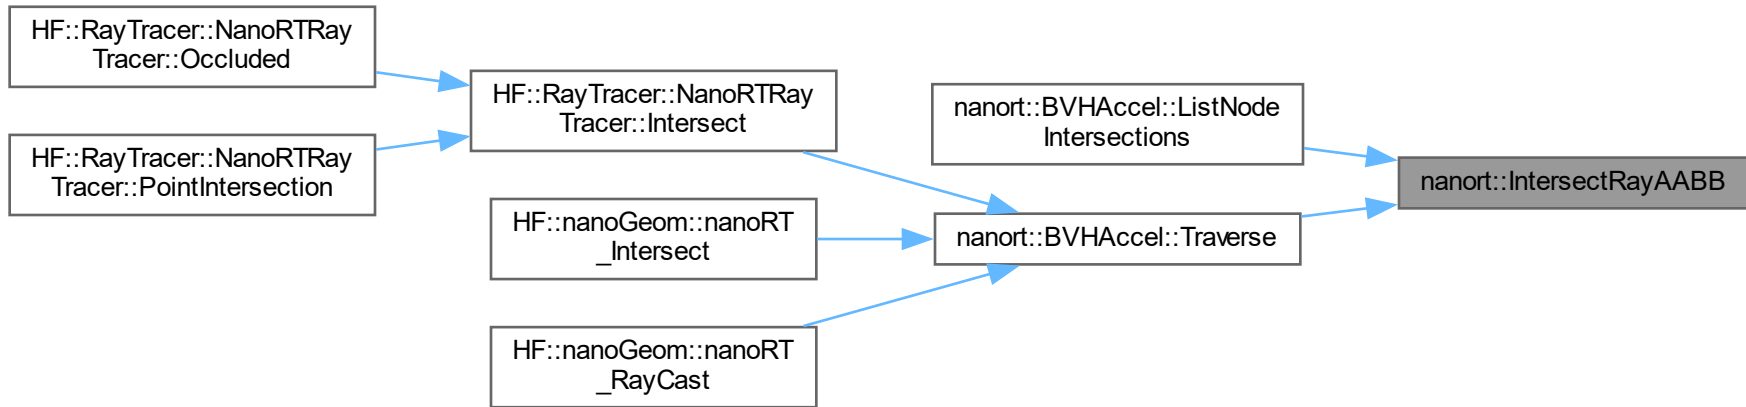 HF::RayTracer::NanoRTRay
Tracer::Occluded
HF::RayTracer::NanoRTRay
Tracer::PointIntersection
HF::RayTracer::NanoRTRay
Tracer::Intersect
HF::nanoGeom::nanoRT
_Intersect
HF::nanoGeom::nanoRT
_RayCast
nanort::BVHAccel::ListNode
Intersections
nanort::BVHAccel::Traverse
nanort::IntersectRayAABB